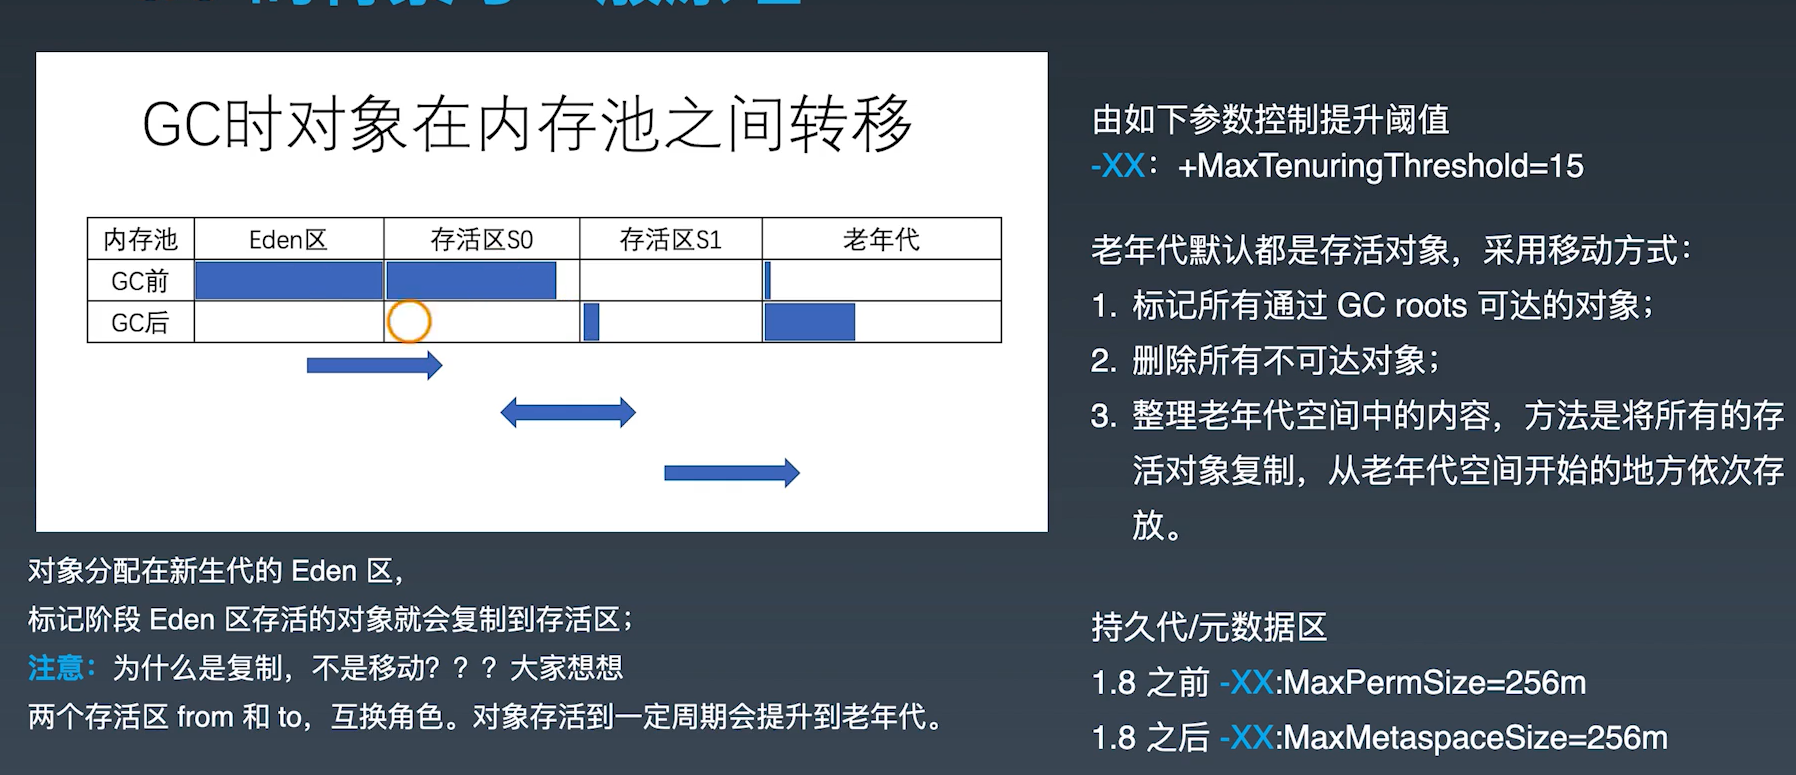 GC时对象在内存池之间转移
内存池 Eden区 存活区S0 存活区S1 老年代
GC前
GC后
对象分配在新生代的 Eden 区，
标记阶段 Eden 区存活的对象就会复制到存活区；
注意：为什么是复制，不是移动？？？大家想想
两个存活区 from 和 to，互换角色。对象存活到一定周期会提升到老年代。
由如下参数控制提升阈值
-XX：+MaxTenuringThreshold=15
老年代默认都是存活对象，采用移动方式：
1. 标记所有通过 GC roots 可达的对象；
2. 删除所有不可达对象；
3. 整理老年代空间中的内容，方法是将所有的存
活对象复制，从老年代空间开始的地方依次存
放。
持久代/元数据区
1.8 之前 -XX:MaxPermSize=256m
1.8 之后 -XX:MaxMetaspaceSize=256m